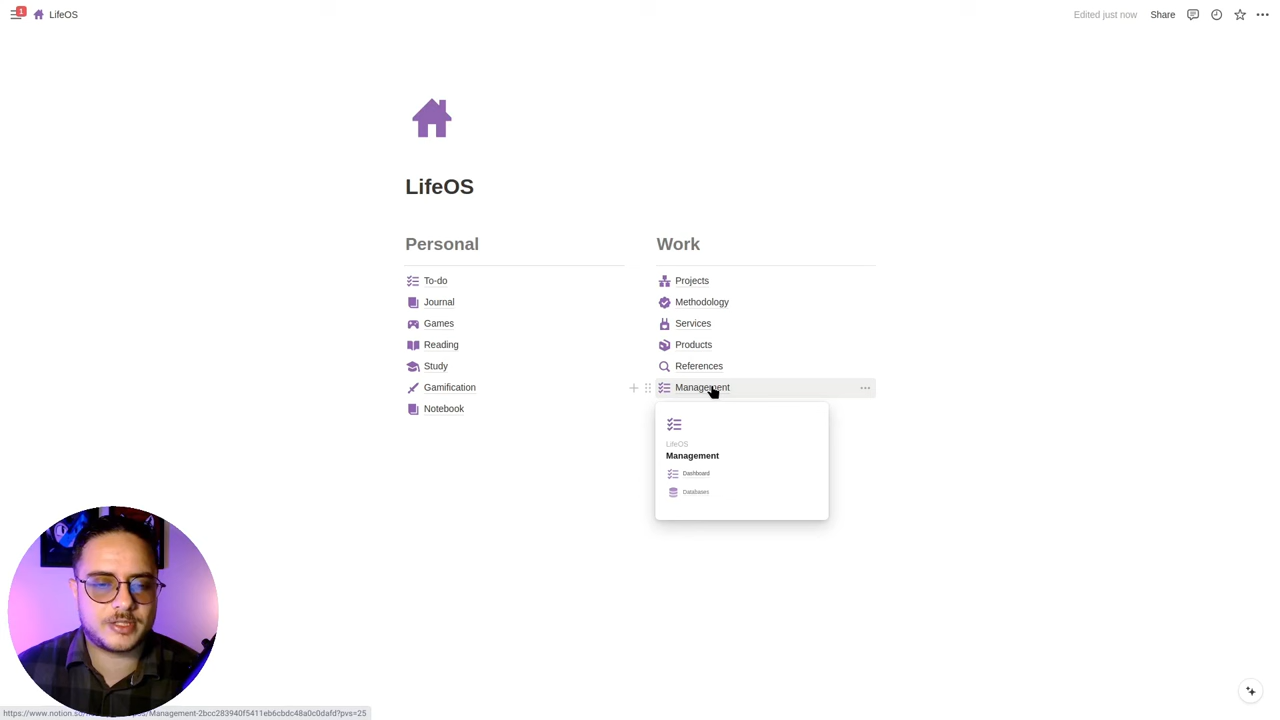 1
LifeOS
Edited just now
Share
LifeOS
Personal
To-do
Journal
Games
Reading
Study
Gamification
Notebook
Work
Projects
Methodology
Services
Products
References
Management
LifeOS
Management
Dashboard
Databases